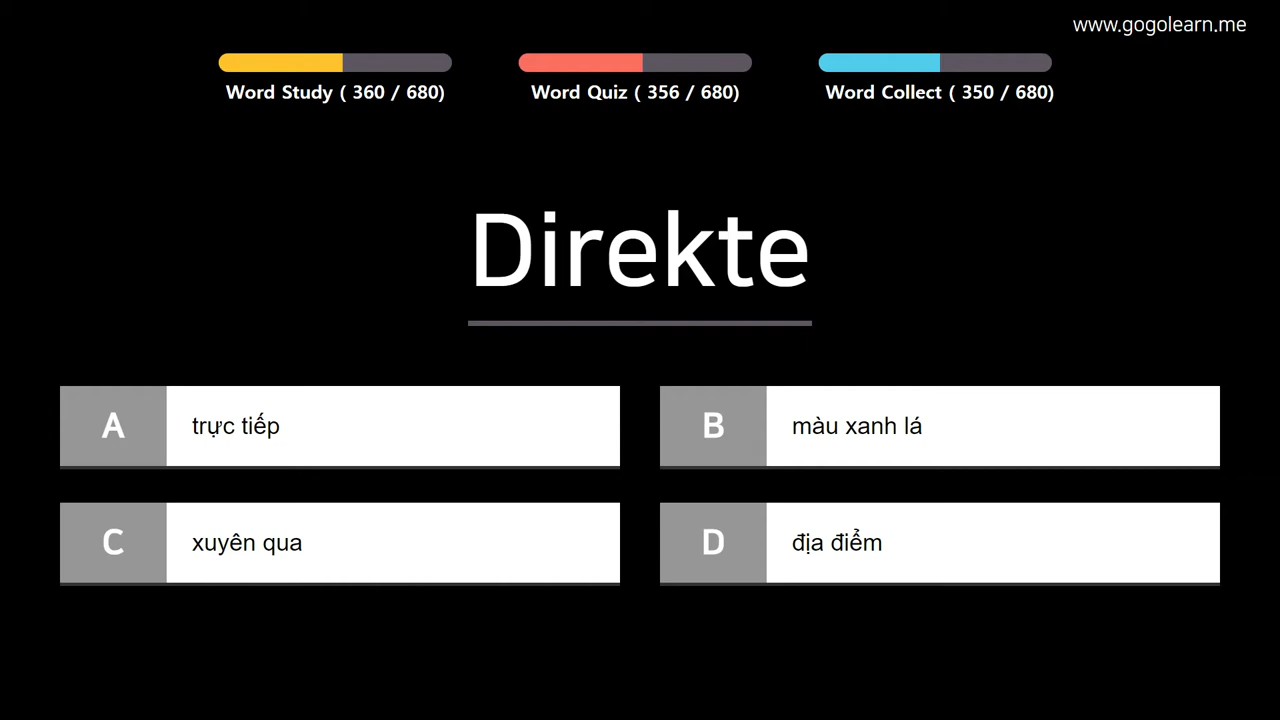 www.gogolearn.me
Word Study ( 360 / 680)
Word Quiz ( 356 / 680)
Word Collect ( 350 / 680)
Direkte
A
trực tiếp
B
màu xanh lá
C
xuyên qua
D
địa điểm